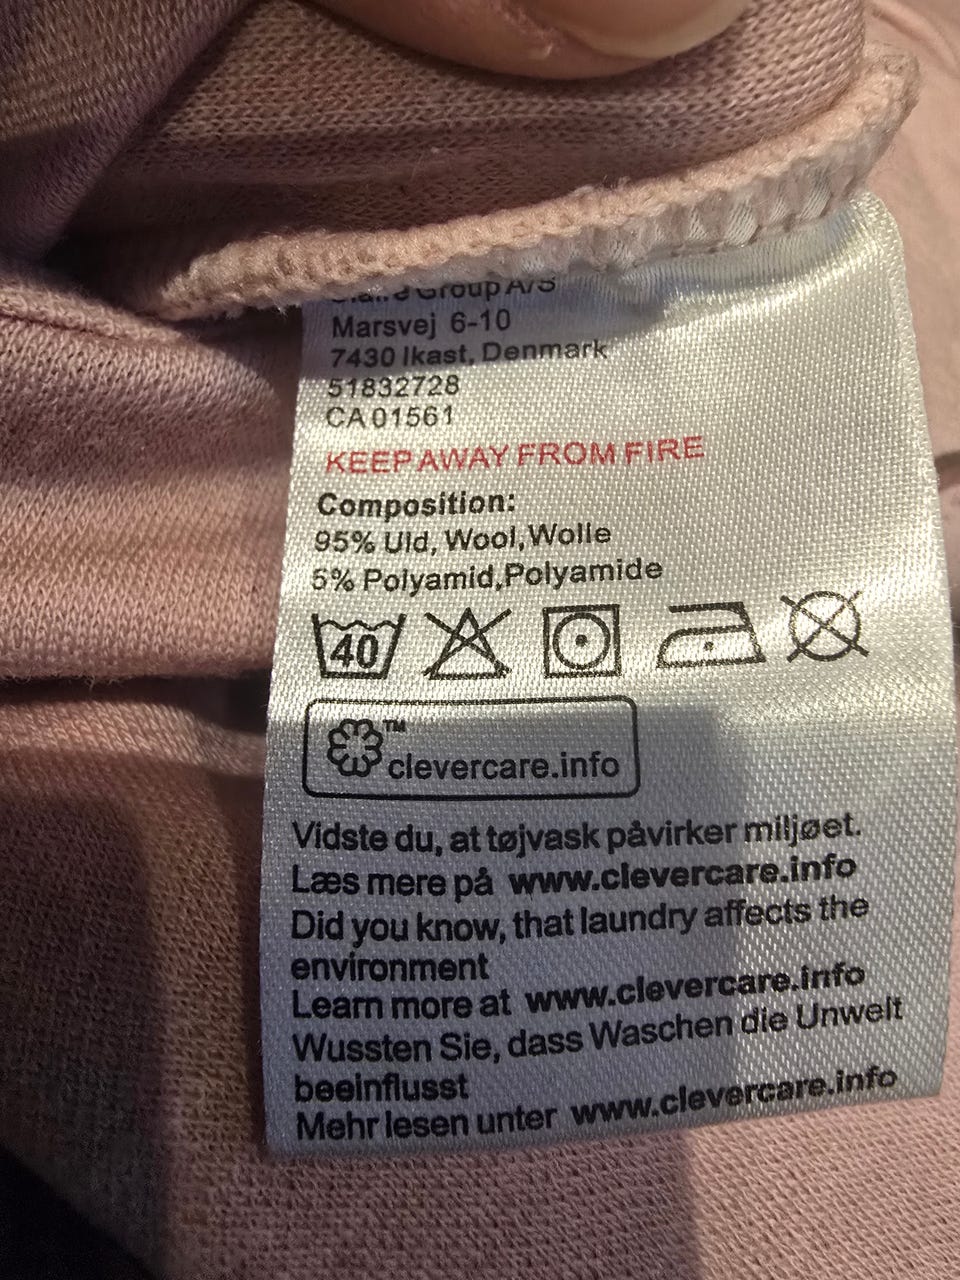 Group A/S
Marsvej 6-10
7430 Ikast, Denmark
51832728
CA 01561
KEEP AWAY FROM FIRE
Composition:
95% Uld, Wool,Wolle
5% Polyamid,Polyamide
40
TM
clevercare.info
Vidste du, at tøjvask påvirker miljøet.
Læs mere på www.clevercare.info
Did you know, that laundry affects the
environment
Learn more at www.clevercare.info
Wussten Sie, dass Waschen die Unwelt
beeinflusst
Mehr lesen unter www.clevercare.info